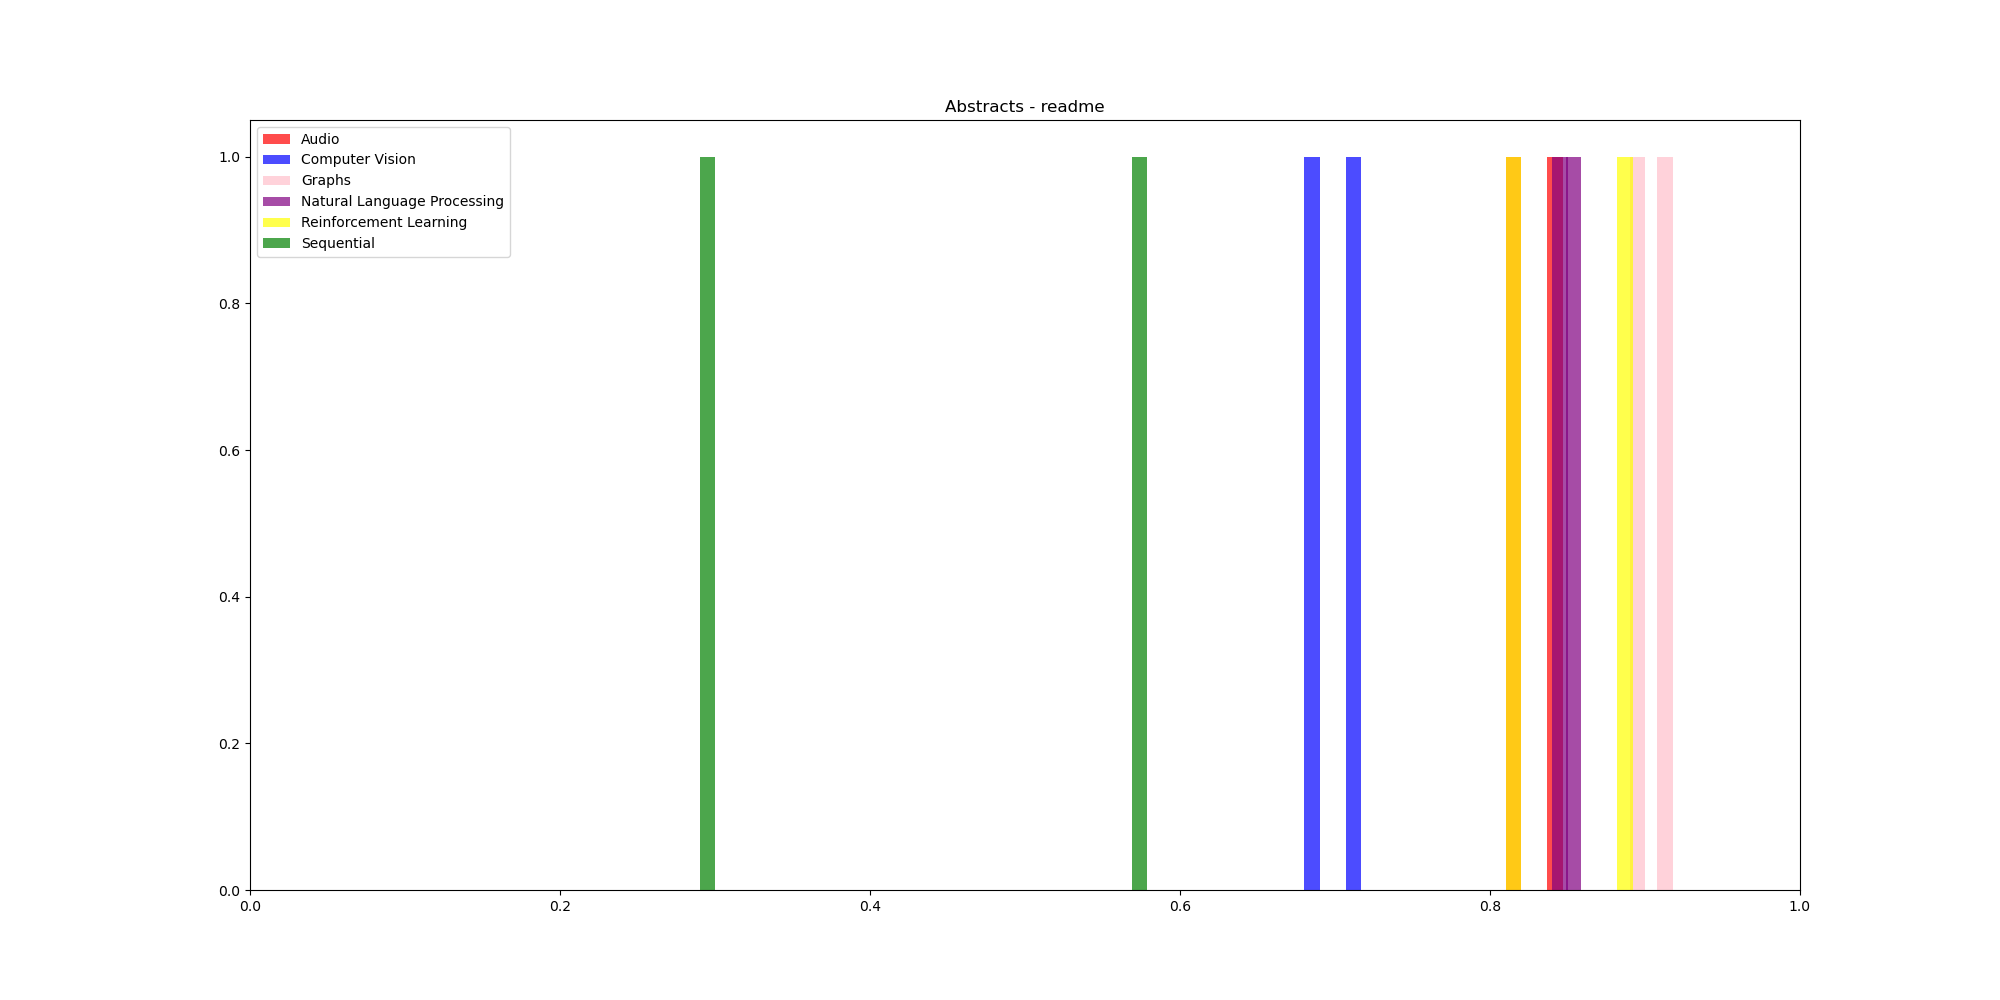 Abstracts - readme
Audio
Computer Vision
Graphs
Natural Language Processing
Reinforcement Learning
Sequential
1.0
0.8
0.6
0.4
0.2
0.0
0.0 0.2 0.4 0.6 0.8 1.0